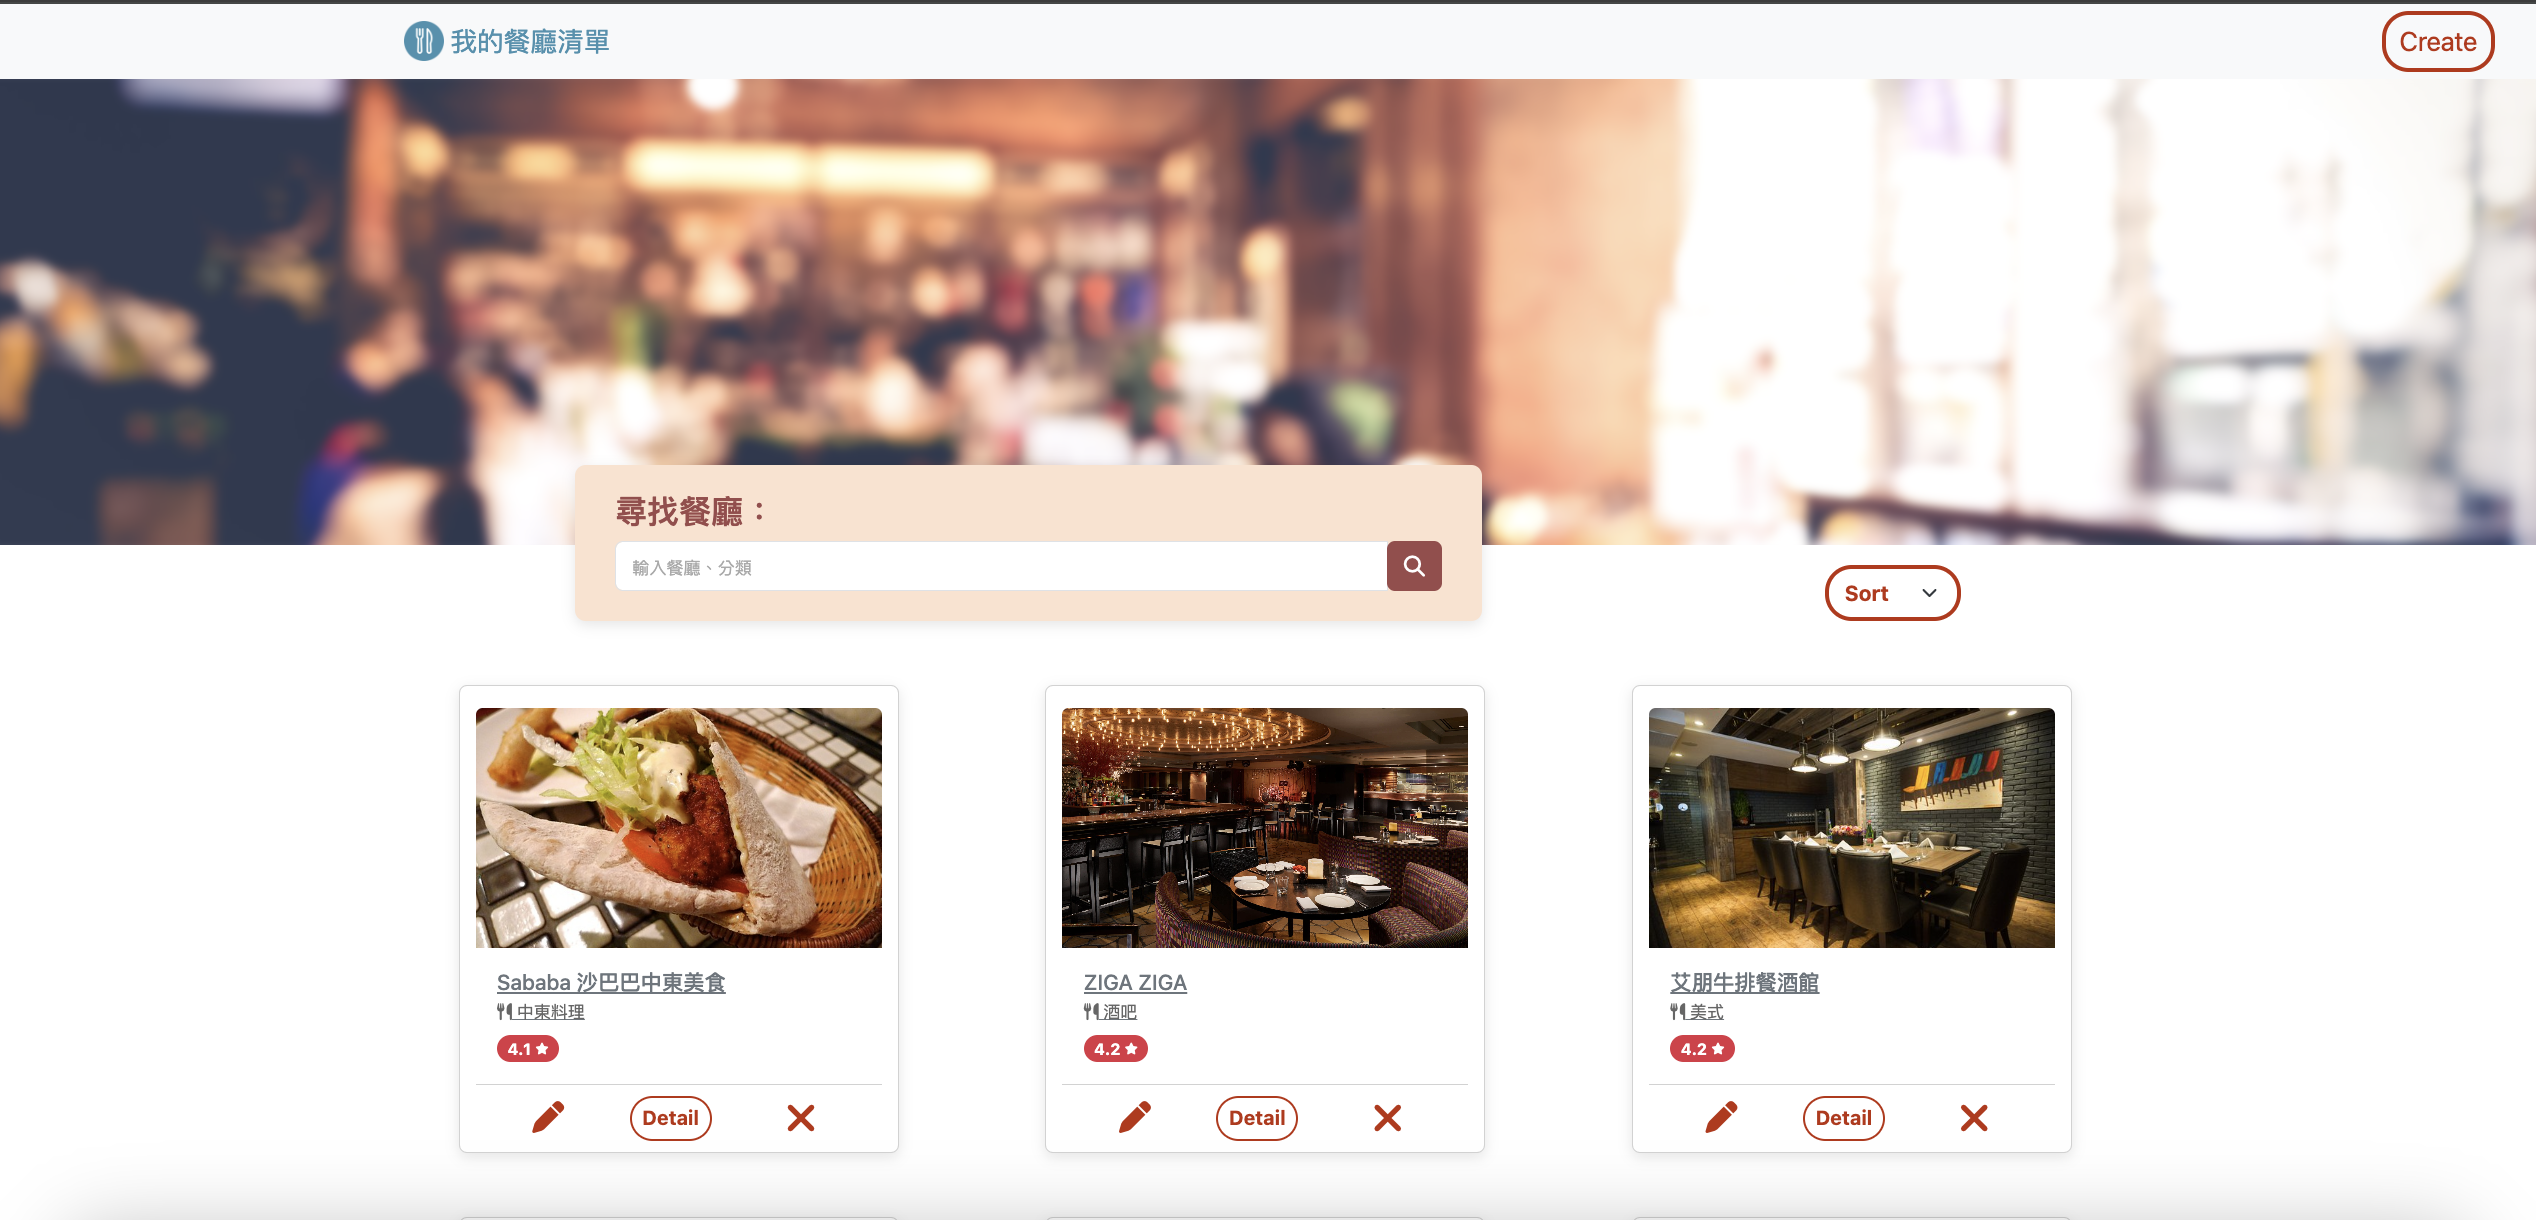 我的餐廳清單
Create
尋找餐廳：
輸入餐廳、分類
Sort
Sababa 沙巴巴中東美食
中東料理
4.1
Detail
ZIGA ZIGA
酒吧
4.2
Detail
艾朋牛排餐酒館
美式
4.2
Detail